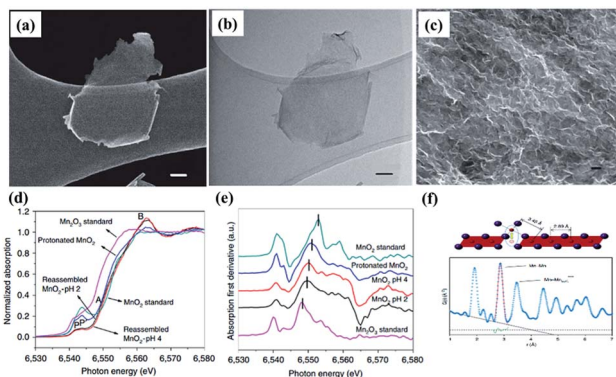 (a)
(b)
(c)
(d)
1.2
1.0
0.8
0.6
0.4
0.2
0.0
Normalized absorption
B
Mn₂O₃ standard
Protonated MnO₂
Reassembled
MnO₂-pH 2
A
MnO₂ standard
pP
Reassembled
MnO₂-pH 4
6,530 6,540 6,550 6,560 6,570 6,580
Photon energy (eV)
(e)
Absorption first derivative (a.u.)
MnO₂ standard
Protonated MnO₂
MnO₂ pH 4
MnO₂ pH 2
Mn₂O₃ standard
6,530 6,540 6,550 6,560 6,570 6,580
Photon energy (eV)
(f)
Mn-Mn
r (Å)